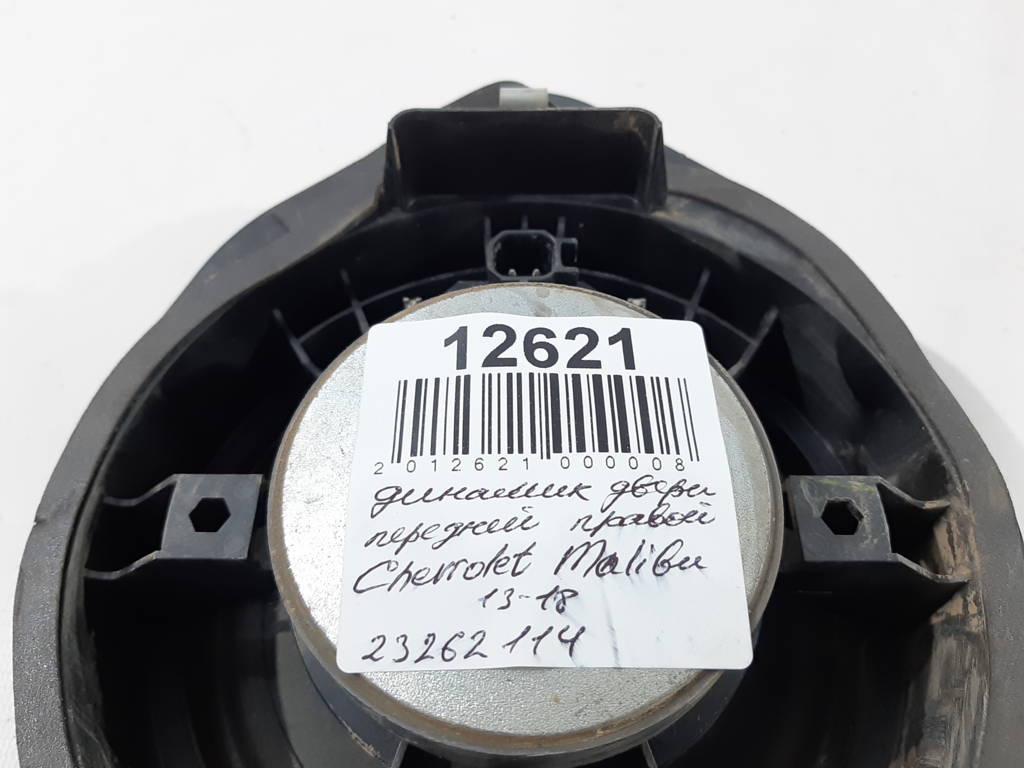 12621
2 012621 000008
динамик двери
передней правой
Chevrolet Malibu
13-18
23262114